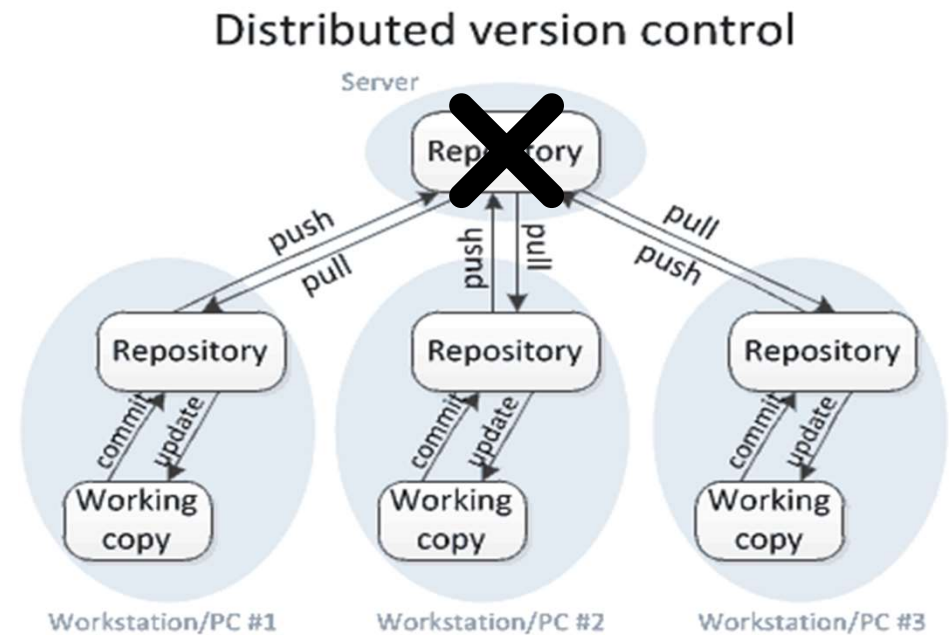 Distributed version control
Server
push
pull
push
pull
pull
push
Repository
Repository
Repository
commit
update
commit
update
commit
update
Working
copy
Working
copy
Working
copy
Workstation/PC #1
Workstation/PC #2
Workstation/PC #3